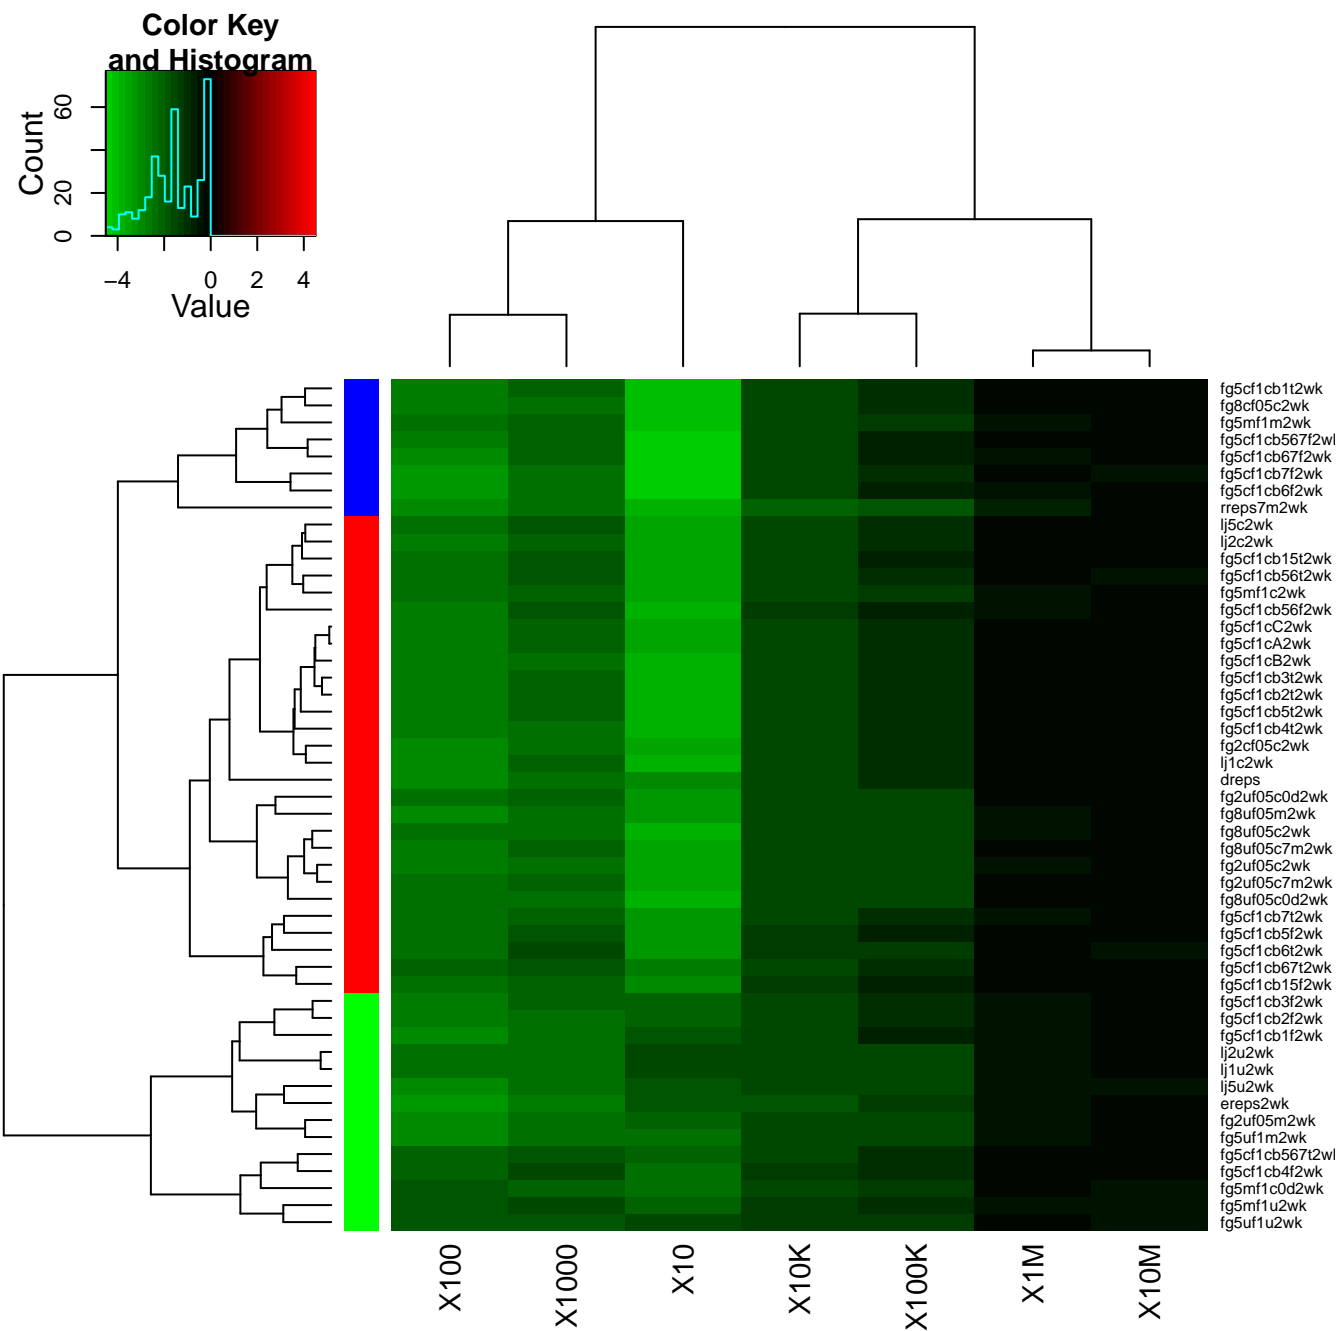 Color Key
and Histogram
Count
0
20
60
−4
0
2
4
Value
fg5cf1cb1t2wk
fg8cf05c2wk
fg5mf1m2wk
fg5cf1cb567f2wl
fg5cf1cb67f2wk
fg5cf1cb7f2wk
fg5cf1cb6f2wk
rreps7m2wk
lj5c2wk
lj2c2wk
fg5cf1cb15t2wk
fg5cf1cb56t2wk
fg5mf1c2wk
fg5cf1cb56f2wk
fg5cf1cC2wk
fg5cf1cA2wk
fg5cf1cB2wk
fg5cf1cb3t2wk
fg5cf1cb2t2wk
fg5cf1cb5t2wk
fg5cf1cb4t2wk
fg2cf05c2wk
lj1c2wk
dreps
fg2uf05c0d2wk
fg8uf05m2wk
fg8uf05c2wk
fg8uf05c7m2wk
fg2uf05c2wk
fg2uf05c7m2wk
fg8uf05c0d2wk
fg5cf1cb7t2wk
fg5cf1cb5f2wk
fg5cf1cb6t2wk
fg5cf1cb67t2wk
fg5cf1cb15f2wk
fg5cf1cb3f2wk
fg5cf1cb2f2wk
fg5cf1cb1f2wk
lj2u2wk
lj1u2wk
lj5u2wk
ereps2wk
fg2uf05m2wk
fg5uf1m2wk
fg5cf1cb567t2wl
fg5cf1cb4f2wk
fg5mf1c0d2wk
fg5mf1u2wk
fg5uf1u2wk
X100
X1000
X10
X10K
X100K
X1M
X10M